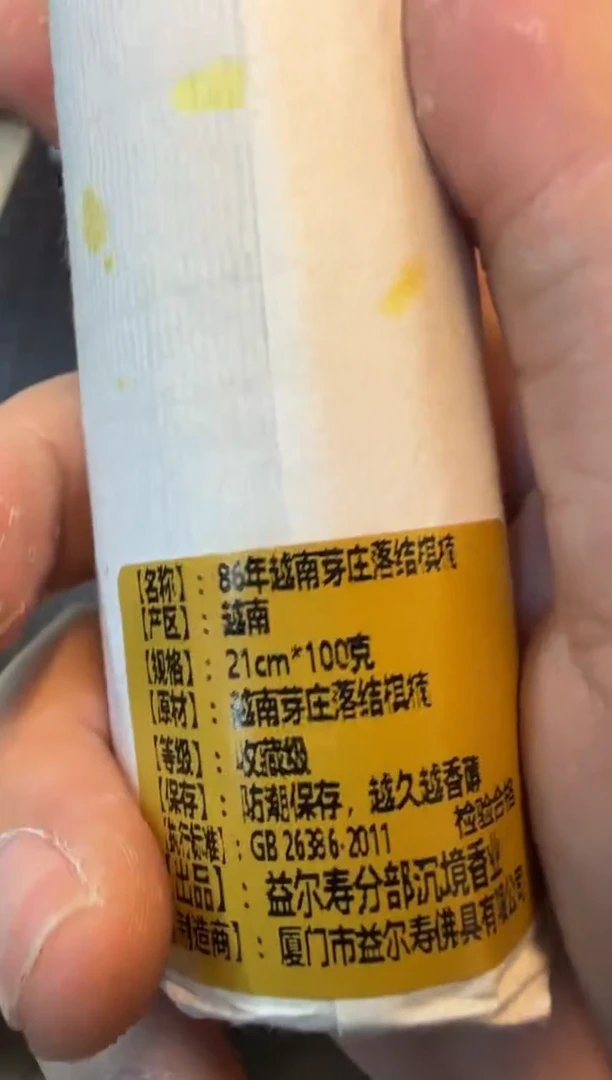 【名称】：86年越南芽庄落结棋楠
【产区】：越南
【规格】：21cm*100克
【原材】：越南芽庄落结棋楠
【等级】：收藏级
【保存】：防潮保存，越久越香醇
检验合格
【执行标准】：GB 26386-2011
【出品】：益尔寿分部沉境香业
【制造商】：厦门市益尔寿佛具有限公司